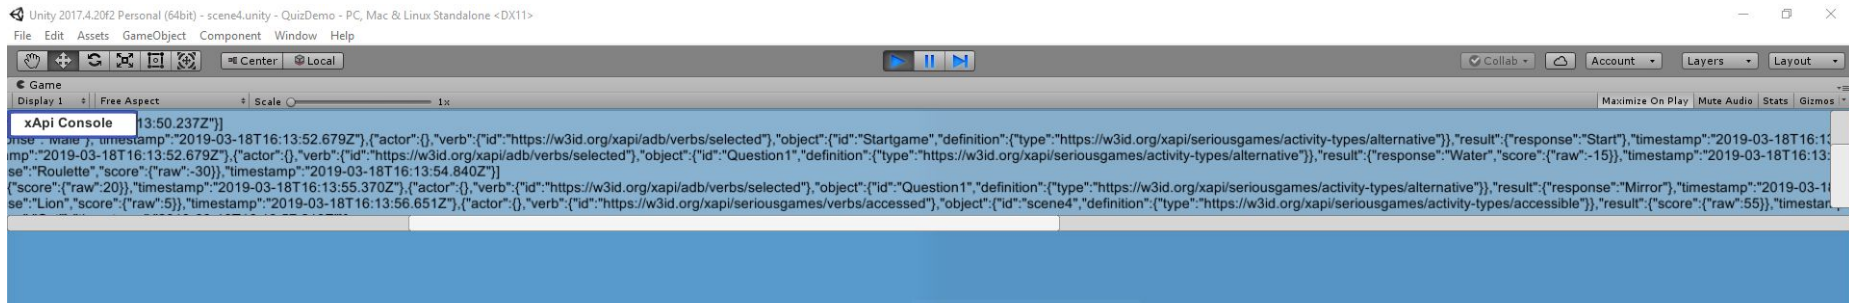 Unity 2017.4.20f2 Personal (64bit) - scene4.unity - QuizDemo - PC, Mac & Linux Standalone <DX11>
File Edit Assets GameObject Component Window Help
Center Local Collab Account Layers Layout
Game
Display 1 Free Aspect Scale 1x Maximize On Play Mute Audio Stats Gizmos
xApi Console 13:50.237Z"}]
"Male"},"timestamp":"2019-03-18T16:13:52.679Z"},{"actor":{},"verb":{"id":"https://w3id.org/xapi/adb/verbs/selected"},"object":{"id":"Startgame","definition":{"type":"https://w3id.org/xapi/seriousgames/activity-types/alternative"}},"result":{"response":"Start"},"timestamp":"2019-03-18T16:1
mp":"2019-03-18T16:13:52.679Z"},{"actor":{},"verb":{"id":"https://w3id.org/xapi/adb/verbs/selected"},"object":{"id":"Question1","definition":{"type":"https://w3id.org/xapi/seriousgames/activity-types/alternative"}},"result":{"response":"Water","score":{"raw":-15}},"timestamp":"2019-03-18T16:13:
se":"Roulette","score":{"raw":-30}},"timestamp":"2019-03-18T16:13:54.840Z"}]
{"score":{"raw":20}},"timestamp":"2019-03-18T16:13:55.370Z"},{"actor":{},"verb":{"id":"https://w3id.org/xapi/adb/verbs/selected"},"object":{"id":"Question1","definition":{"type":"https://w3id.org/xapi/seriousgames/activity-types/alternative"}},"result":{"response":"Mirror"},"timestamp":"2019-03-1
se":"Lion","score":{"raw":5}},"timestamp":"2019-03-18T16:13:56.651Z"},{"actor":{},"verb":{"id":"https://w3id.org/xapi/seriousgames/verbs/accessed"},"object":{"id":"scene4","definition":{"type":"https://w3id.org/xapi/seriousgames/activity-types/accessible"}},"result":{"score":{"raw":55}},"timestar